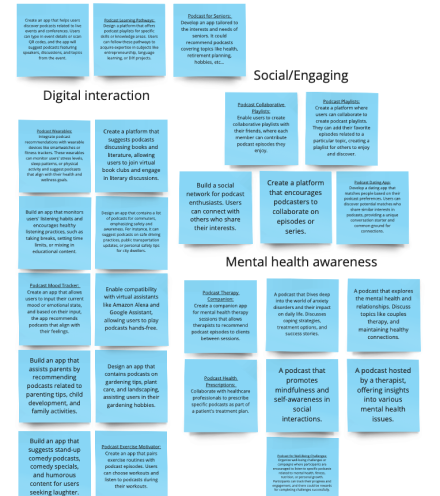 Create an app that helps users
discover podcasts related to live
events and conferences. Users
can type in event details or scan
QR codes, and the app will
suggest podcasts featuring
speakers, discussions, and topics
from the event.
Podcast Learning Pathways:
Design a platform that offers
podcast playlists for specific
skills or knowledge areas. Users
can follow these pathways to
acquire expertise in subjects like
entrepreneurship, language
learning, or DIY projects.
Podcast for Seniors:
Develop an app tailored to
the interests and needs of
seniors. It could
recommend podcasts
covering topics like health,
retirement planning,
hobbies, etc...
Digital interaction
Podcast Wearables:
Integrate podcast
recommendations with wearable
devices like smartwatches or
fitness trackers. These wearables
can monitor users' stress levels,
sleep patterns, or physical
activity and suggest podcasts
that align with their health and
wellness goals.
Create a platform that
suggests podcasts
discussing books and
literature, allowing
users to join virtual
book clubs and engage
in literary discussions.
Build an app that monitors
users' listening habits and
encourages healthy
listening practices, such as
taking breaks, setting time
limits, or mixing in
educational content.
Design an app that contains a lot
of podcasts for commuters,
emphasizing safety and
awareness. For instance, it can
suggest podcasts on safe driving
practices, public transportation
updates, or personal safety tips
for city dwellers.
Podcast Mood Tracker:
Create an app that allows
users to input their current
mood or emotional state,
and based on their input,
the app recommends
podcasts that align with
their feelings.
Enable compatibility
with virtual assistants
like Amazon Alexa and
Google Assistant,
allowing users to play
podcasts hands-free.
Build an app that
assists parents by
recommending
podcasts related to
parenting tips, child
development, and
family activities.
Design an app that
contains podcasts on
gardening tips, plant
care, and landscaping,
assisting users in their
gardening hobbies.
Build an app that
suggests stand-up
comedy podcasts,
comedy specials, and
humorous
content for users
seeking laughter.
Podcast Exercise Motivator:
Create an app that pairs
exercise routines with
podcast episodes. Users
can choose workouts and
listen to podcasts during
their workouts.
Social/Engaging
Podcast Collaborative
Playlists:
Enable users to create
collaborative playlists with
their friends, where each
member can contribute
podcast episodes they
enjoy.
Podcast Playlists:
Create a platform where
users can collaborate to
create podcast playlists.
They can add their favorite
episodes related to a
particular topic, creating a
playlist for others to enjoy
and discover.
Build a social
network for podcast
enthusiasts. Users
can connect with
others who share
their interests.
Create a platform
that encourages
podcasters to
collaborate on
episodes or
series.
Podcast Dating App:
Develop a dating app that
matches people based on their
podcast preferences. Users can
discover potential matches who
share similar interests in
podcasts, providing a unique
conversation starter and
common ground for
connections.
Mental health awareness
Podcast Therapy
Companion:
Create a companion app
for mental health therapy
sessions that allows
therapists to recommend
podcast episodes to clients
between sessions.
A podcast that dives deep
into the world of anxiety
disorders and their impact
on daily life. Discusses
coping strategies,
treatment options, and
success stories.
A podcast that explores
the mental health and
relationships. Discuss
topics like couples
therapy, and
maintaining healthy
connections.
Podcast Health
Prescriptions:
Collaborate with healthcare
professionals to prescribe
specific podcasts as part of
a patient's treatment plan.
A podcast that
promotes
mindfulness and
self-awareness in
social
interactions.
A podcast hosted
by a therapist,
offering insights
into various
mental health
issues.
Podcast for Well-Being Challenges: